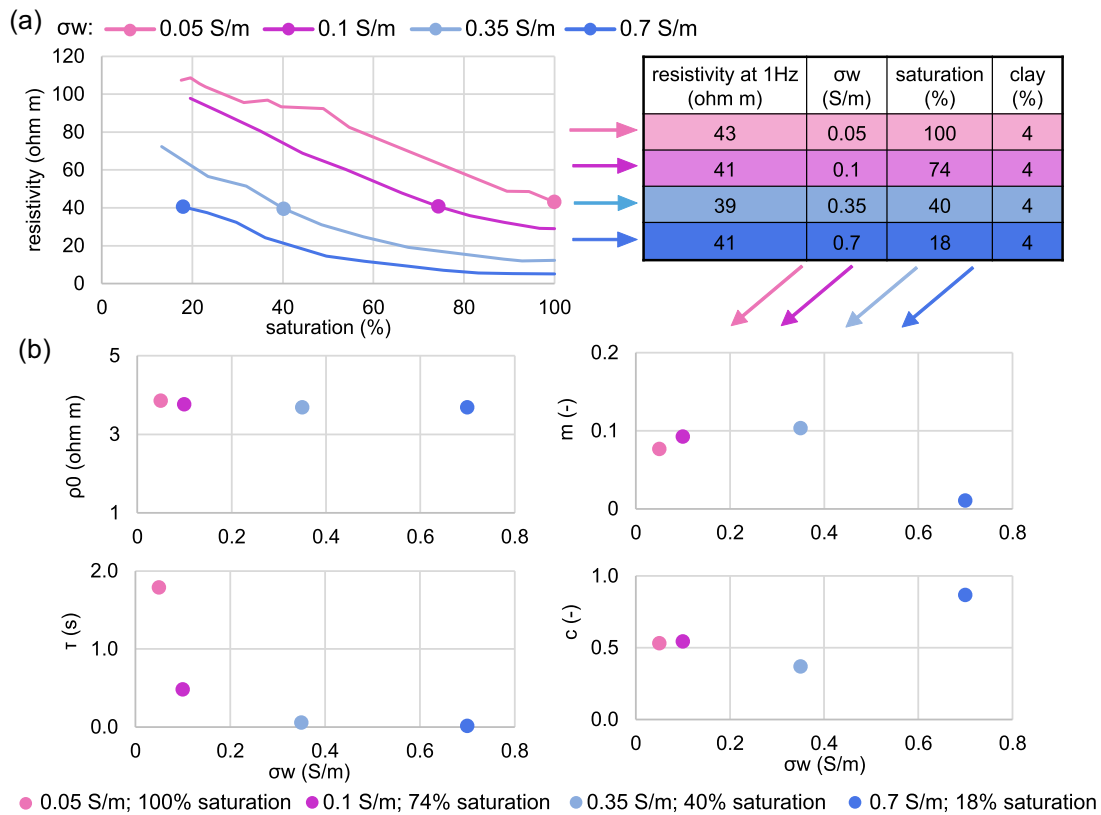 (a)
σw: 0.05 S/m 0.1 S/m 0.35 S/m 0.7 S/m
120
100
80
60
40
20
0
resistivity (ohm m)
0 20 40 60 80 100
saturation (%)
resistivity at 1Hz (ohm m) σw (S/m) saturation (%) clay (%)
43 0.05 100 4
41 0.1 74 4
39 0.35 40 4
41 0.7 18 4
(b)
5
3
1
ρ0 (ohm m)
0 0.2 0.4 0.6 0.8
0.2
0.1
0
m (-)
0 0.2 0.4 0.6 0.8
2.0
1.0
0.0
τ (s)
0 0.2 0.4 0.6 0.8
σw (S/m)
1.0
0.5
0.0
c (-)
0 0.2 0.4 0.6 0.8
σw (S/m)
0.05 S/m; 100% saturation 0.1 S/m; 74% saturation 0.35 S/m; 40% saturation 0.7 S/m; 18% saturation